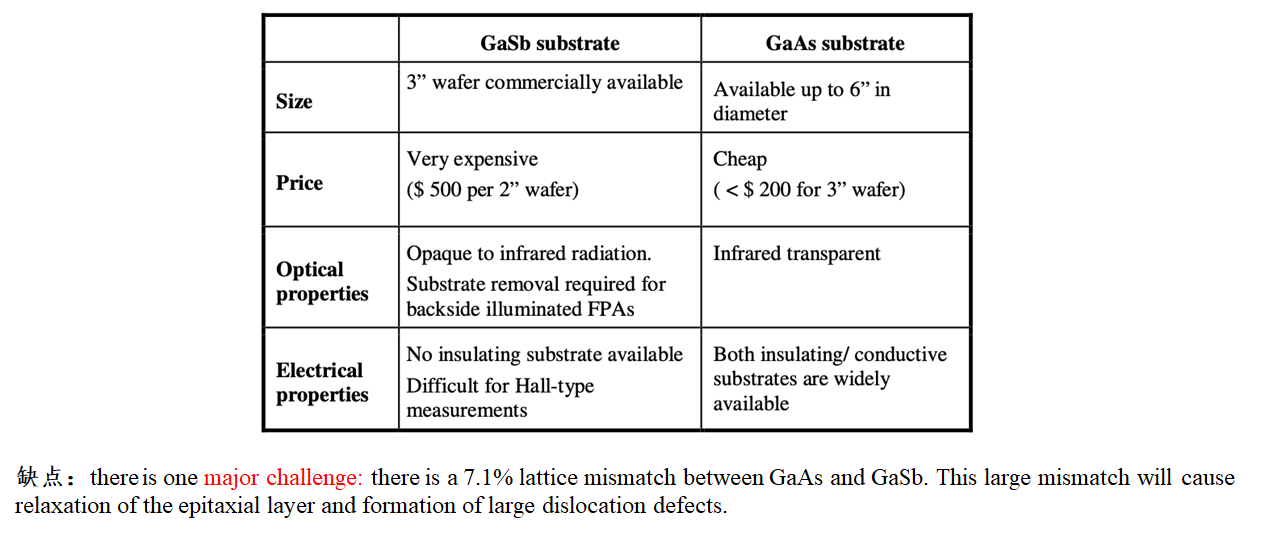 GaSb substrate
GaAs substrate
Size
3” wafer commercially available
Available up to 6” in
diameter
Price
Very expensive
($ 500 per 2” wafer)
Cheap
( < $ 200 for 3” wafer)
Optical
properties
Opaque to infrared radiation.
Substrate removal required for
backside illuminated FPAs
Infrared transparent
Electrical
properties
No insulating substrate available
Difficult for Hall-type
measurements
Both insulating/ conductive
substrates are widely
available
缺点：there is one major challenge: there is a 7.1% lattice mismatch between GaAs and GaSb. This large mismatch will cause
relaxation of the epitaxial layer and formation of large dislocation defects.